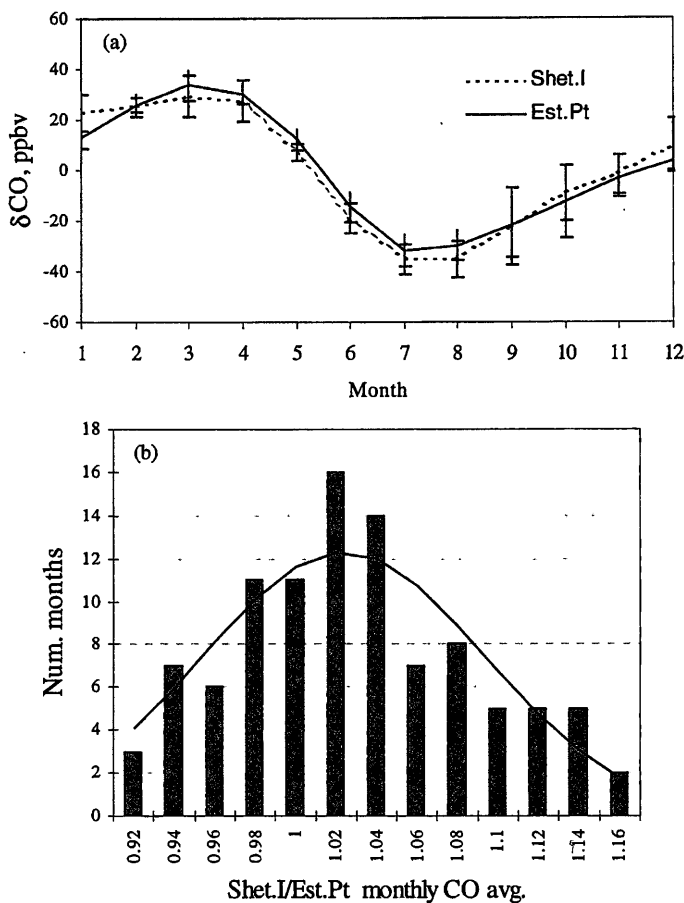 (a)
Shet.I
Est.Pt
δCO, ppbv
60
40
20
0
-20
-40
-60
1 2 3 4 5 6 7 8 9 10 11 12
Month
(b)
Num. months
18
16
14
12
10
8
6
4
2
0
0.92 0.94 0.96 0.98 1 1.02 1.04 1.06 1.08 1.1 1.12 1.14 1.16
Shet.I/Est.Pt monthly CO avg.